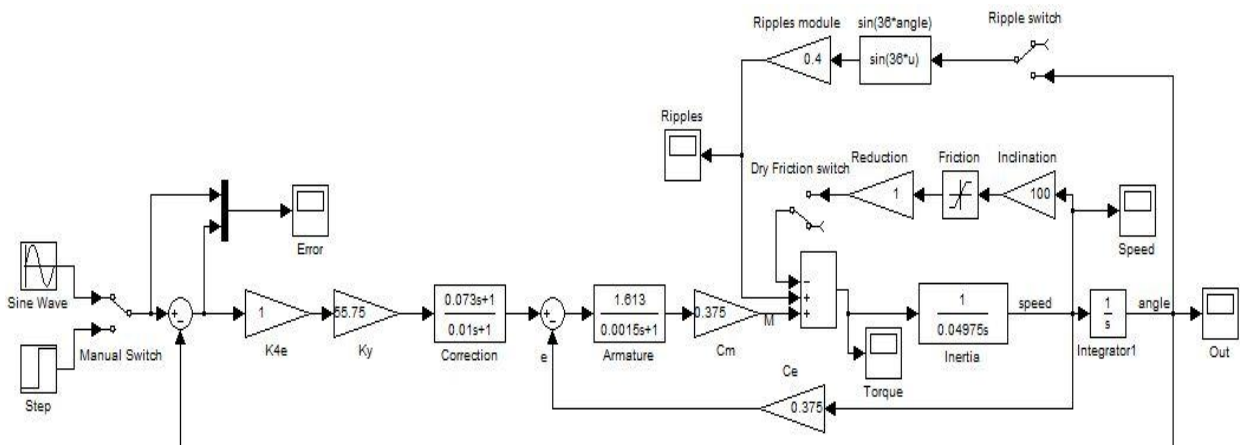 Ripples module
sin(36*angle)
Ripple switch
0.4
sin(36*u)
Ripples
Dry Friction switch
Reduction
Friction
Inclination
1
100
Error
Speed
Sine Wave
Manual Switch
Step
+
-
1
K4e
55.75
Ky
0.073s+1
0.01s+1
Correction
+
-
e
1.613
0.0015s+1
Armature
0.375
Cm
M
-
+
+
Torque
1
0.04975s
Inertia
speed
1
s
Integrator1
angle
Out
Ce
0.375